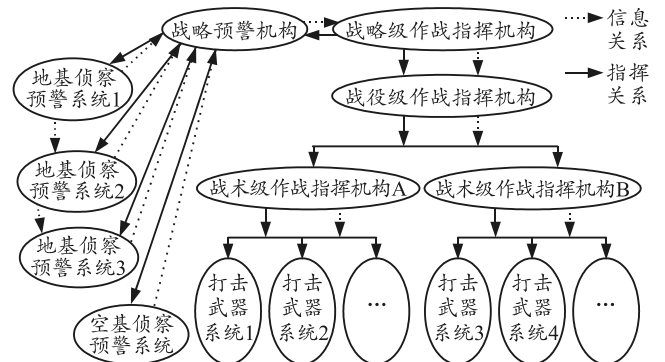 战略预警机构
战略级作战指挥机构
信息
关系
指挥
关系
地基侦察
预警系统1
战役级作战指挥机构
地基侦察
预警系统2
战术级作战指挥机构A
战术级作战指挥机构B
地基侦察
预警系统3
空基侦察
预警系统
打击
武器
系统1
打击
武器
系统2
...
打击
武器
系统3
打击
武器
系统4
...